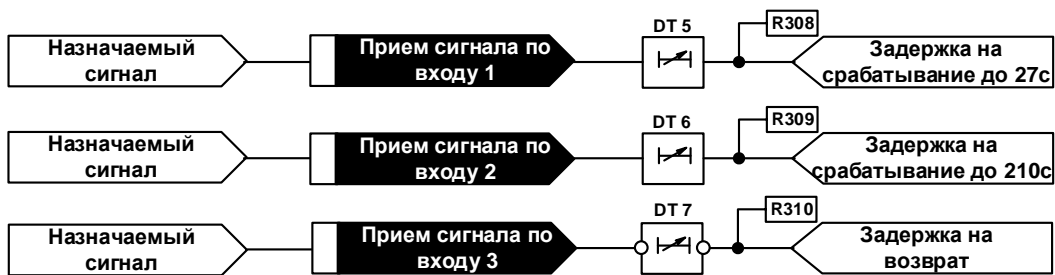 Назначаемый
сигнал
Прием сигнала по
входу 1
DT 5
R308
Задержка на
срабатывание до 27с
Назначаемый
сигнал
Прием сигнала по
входу 2
DT 6
R309
Задержка на
срабатывание до 210с
Назначаемый
сигнал
Прием сигнала по
входу 3
DT 7
R310
Задержка на
возврат